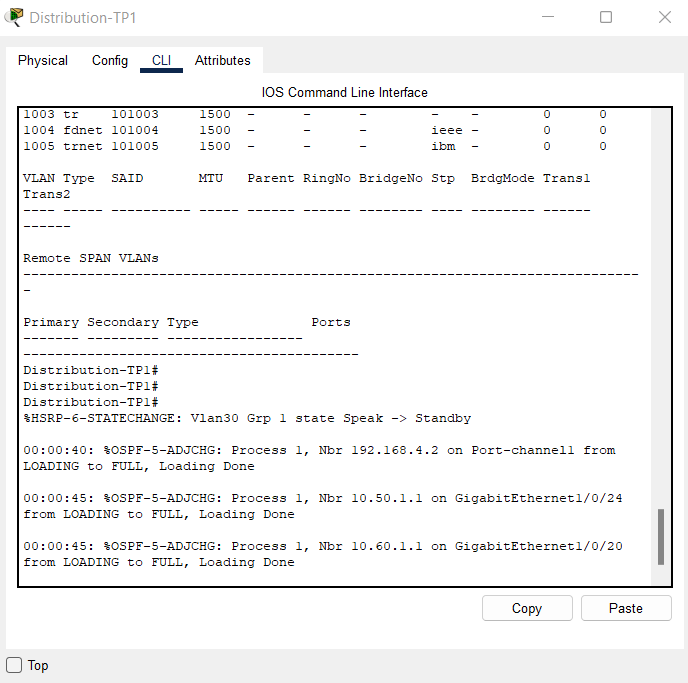 Distribution-TP1
Physical Config CLI Attributes
IOS Command Line Interface
1003 tr    101003     1500  -      -      -        -    -        0      0
1004 fdnet 101004     1500  -      -      -        ieee -        0      0
1005 trnet 101005     1500  -      -      -        ibm  -        0      0
VLAN Type  SAID       MTU   Parent RingNo BridgeNo Stp  BrdgMode Trans1
Trans2
---- ----- ---------- ----- ------ ------ -------- ---- -------- ------
------
Remote SPAN VLANs
-----------------------------------------------------------------------------
-
Primary Secondary Type              Ports
------- --------- -----------------
------------------------------------------
Distribution-TP1#
Distribution-TP1#
Distribution-TP1#
%HSRP-6-STATECHANGE: Vlan30 Grp 1 state Speak -> Standby
00:00:40: %OSPF-5-ADJCHG: Process 1, Nbr 192.168.4.2 on Port-channel1 from
LOADING to FULL, Loading Done
00:00:45: %OSPF-5-ADJCHG: Process 1, Nbr 10.50.1.1 on GigabitEthernet1/0/24
from LOADING to FULL, Loading Done
00:00:45: %OSPF-5-ADJCHG: Process 1, Nbr 10.60.1.1 on GigabitEthernet1/0/20
from LOADING to FULL, Loading Done
Copy Paste
Top